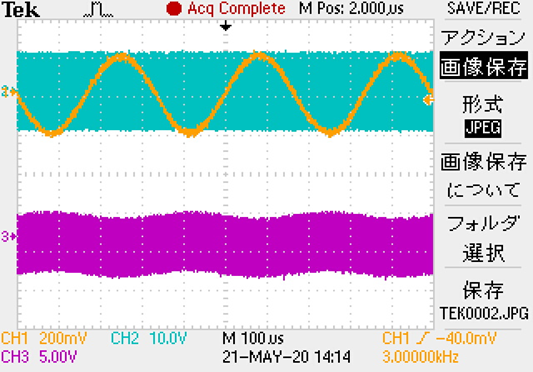 Tek
Acq Complete
M Pos: 2.000µs
SAVE/REC
アクション
画像保存
形式
JPEG
画像保存
について
フォルダ
選択
保存
TEK0002.JPG
2
3
CH1 200mV
CH2 10.0V
M 100µs
CH1 -40.0mV
CH3 5.00V
21-MAY-20 14:14
3.00000kHz